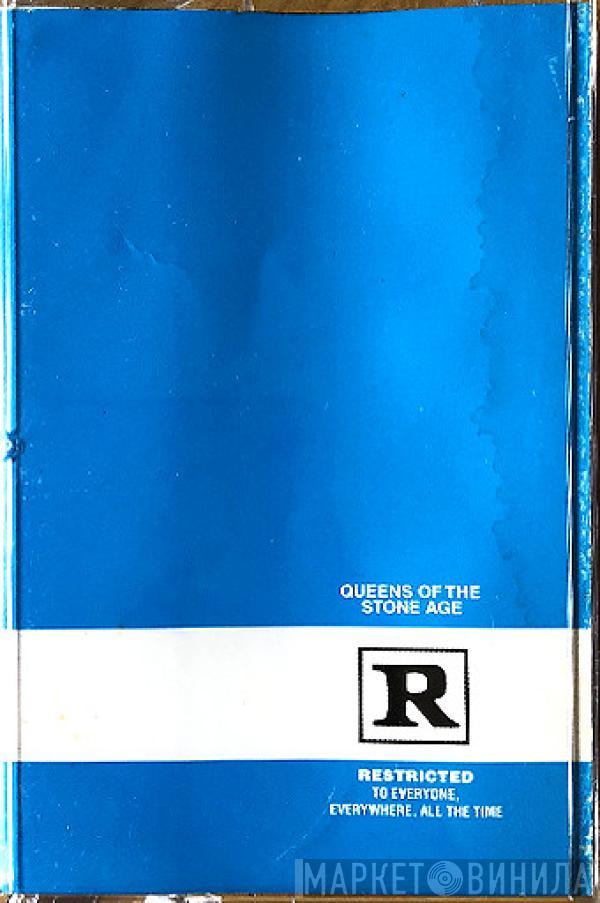 QUEENS OF THE
STONE AGE
R
RESTRICTED
TO EVERYONE,
EVERYWHERE, ALL THE TIME
МАРКЕТ ВИНИЛА